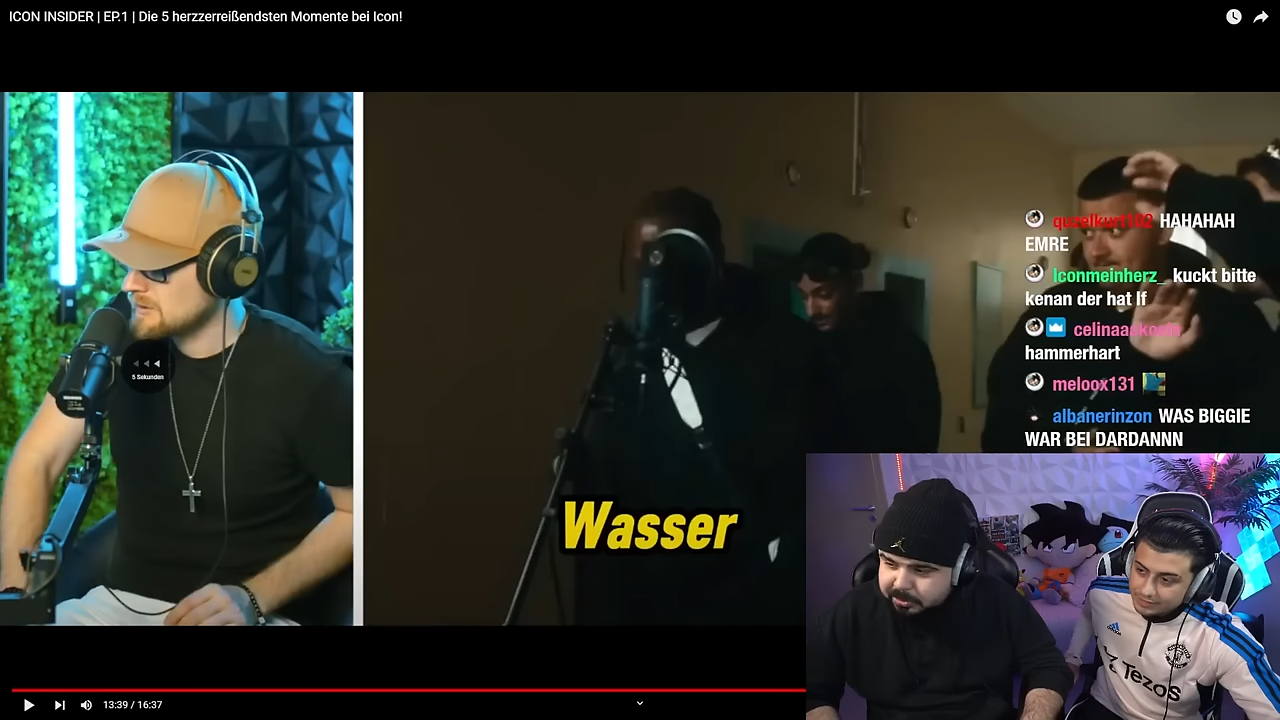 ICON INSIDER | EP.1 | Die 5 herzzerreißendsten Momente bei Icon!
quzelkurt102 HAHAHAH
EMRE
Iconmeinherz_ kuckt bitte
kenan der hat lf
hammerhart
meloox131
albanerinzon WAS BIGGIE
WAR BEI DARDANNN
5 Sekunden
Wasser
TezoS
13:39 / 16:37